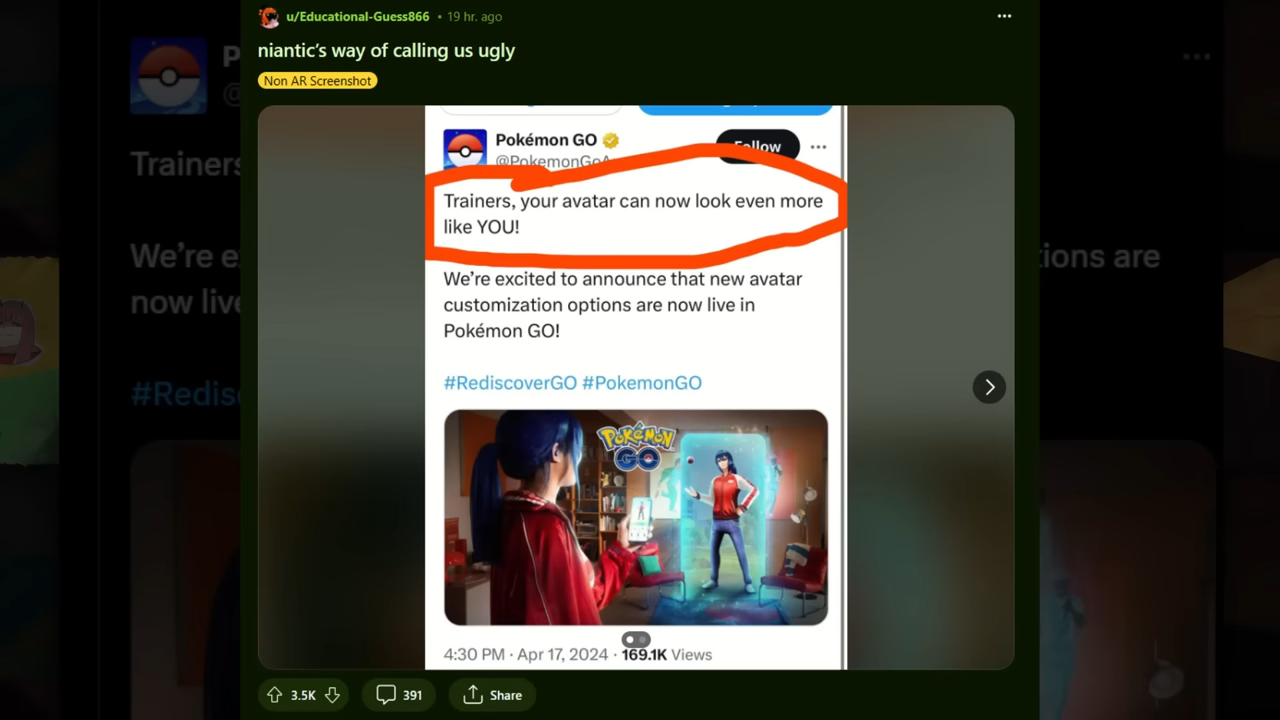 u/Educational-Guess866 • 19 hr. ago
niantic’s way of calling us ugly
Non AR Screenshot
Pokémon GO
Follow
Trainers, your avatar can now look even more
like YOU!
We’re excited to announce that new avatar
customization options are now live in
Pokémon GO!
#RediscoverGO #PokemonGO
POKÉMON
GO
4:30 PM · Apr 17, 2024 · 169.1K Views
3.5K
391
Share
P
@
Trainers
We’re e
now live
#Redisc
ions are